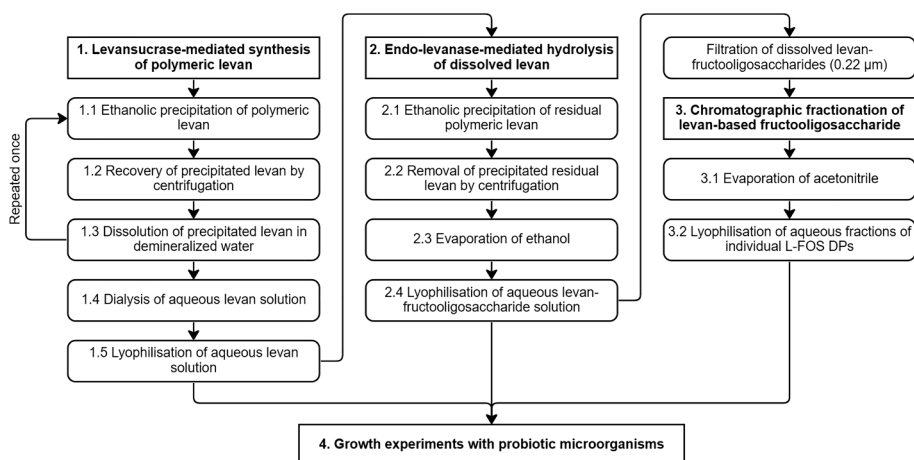 1. Levansucrase-mediated synthesis
of polymeric levan
1.1 Ethanolic precipitation of polymeric
levan
1.2 Recovery of precipitated levan by
centrifugation
1.3 Dissolution of precipitated levan in
demineralized water
1.4 Dialysis of aqueous levan solution
1.5 Lyophilisation of aqueous levan
solution
Repeated once
2. Endo-levanase-mediated hydrolysis
of dissolved levan
2.1 Ethanolic precipitation of residual
polymeric levan
2.2 Removal of precipitated residual
levan by centrifugation
2.3 Evaporation of ethanol
2.4 Lyophilisation of aqueous levan-
fructooligosaccharide solution
Filtration of dissolved levan-
fructooligosaccharides (0.22 µm)
3. Chromatographic fractionation of
levan-based fructooligosaccharide
3.1 Evaporation of acetonitrile
3.2 Lyophilisation of aqueous fractions of
individual L-FOS DPs
4. Growth experiments with probiotic microorganisms